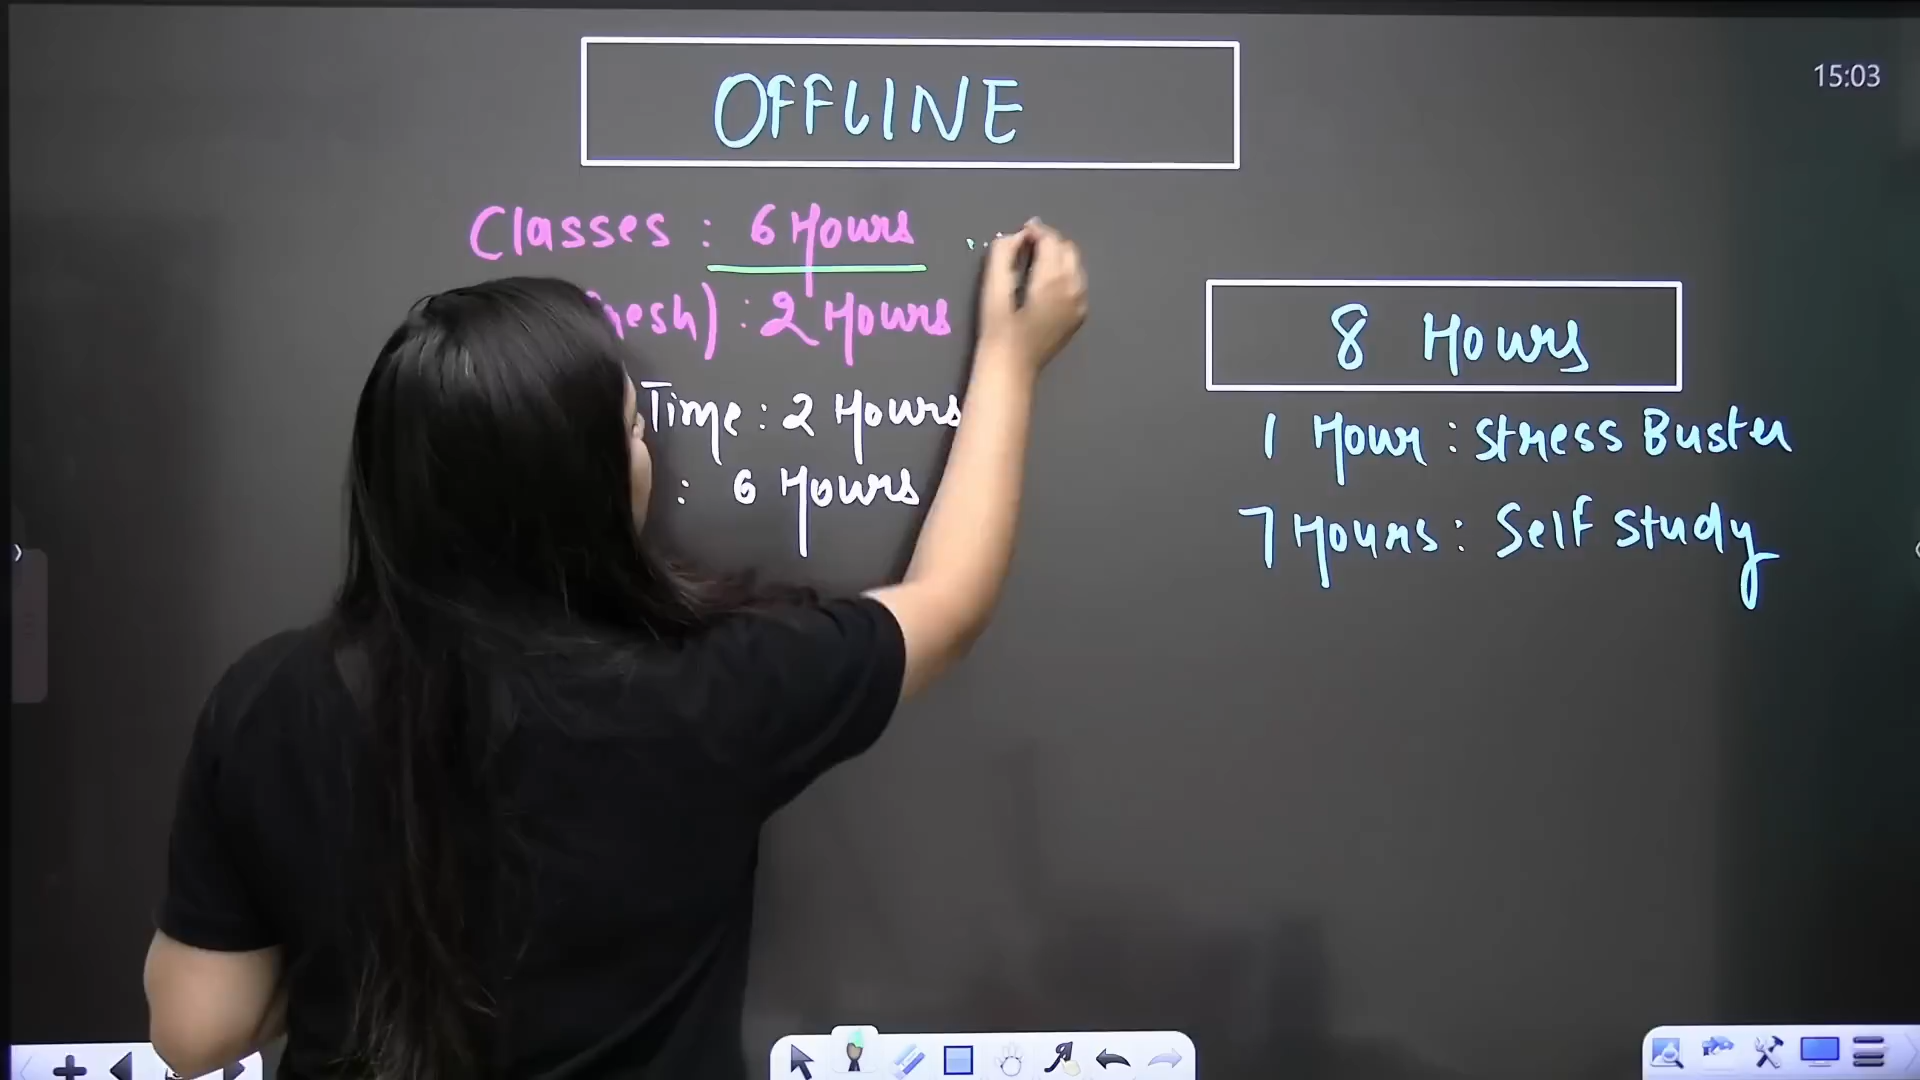 OFFLINE
15:03
Classes : 6 Hours
: 2 Hours
Time : 2 Hours
: 6 Hours
8 Hours
1 Hour : Stress Buster
7 Hours : Self Study